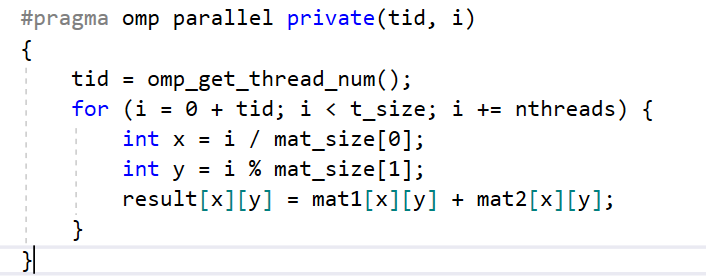 #pragma omp parallel private(tid, i)
{
    tid = omp_get_thread_num();
    for (i = 0 + tid; i < t_size; i += nthreads) {
        int x = i / mat_size[0];
        int y = i % mat_size[1];
        result[x][y] = mat1[x][y] + mat2[x][y];
    }
}